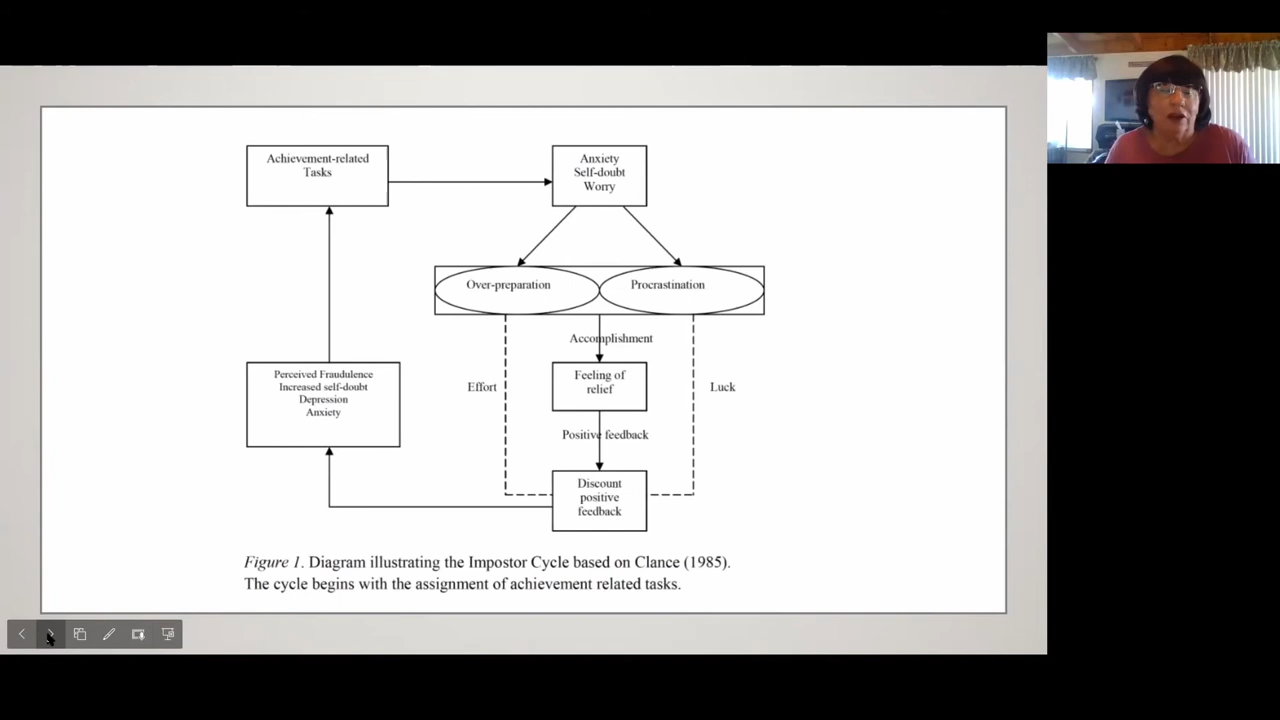 Achievement-related
Tasks
Anxiety
Self-doubt
Worry
Over-preparation
Procrastination
Accomplishment
Perceived Fraudulence
Increased self-doubt
Depression
Anxiety
Feeling of
relief
Effort
Luck
Positive feedback
Discount
positive
feedback
Figure 1. Diagram illustrating the Impostor Cycle based on Clance (1985).
The cycle begins with the assignment of achievement related tasks.